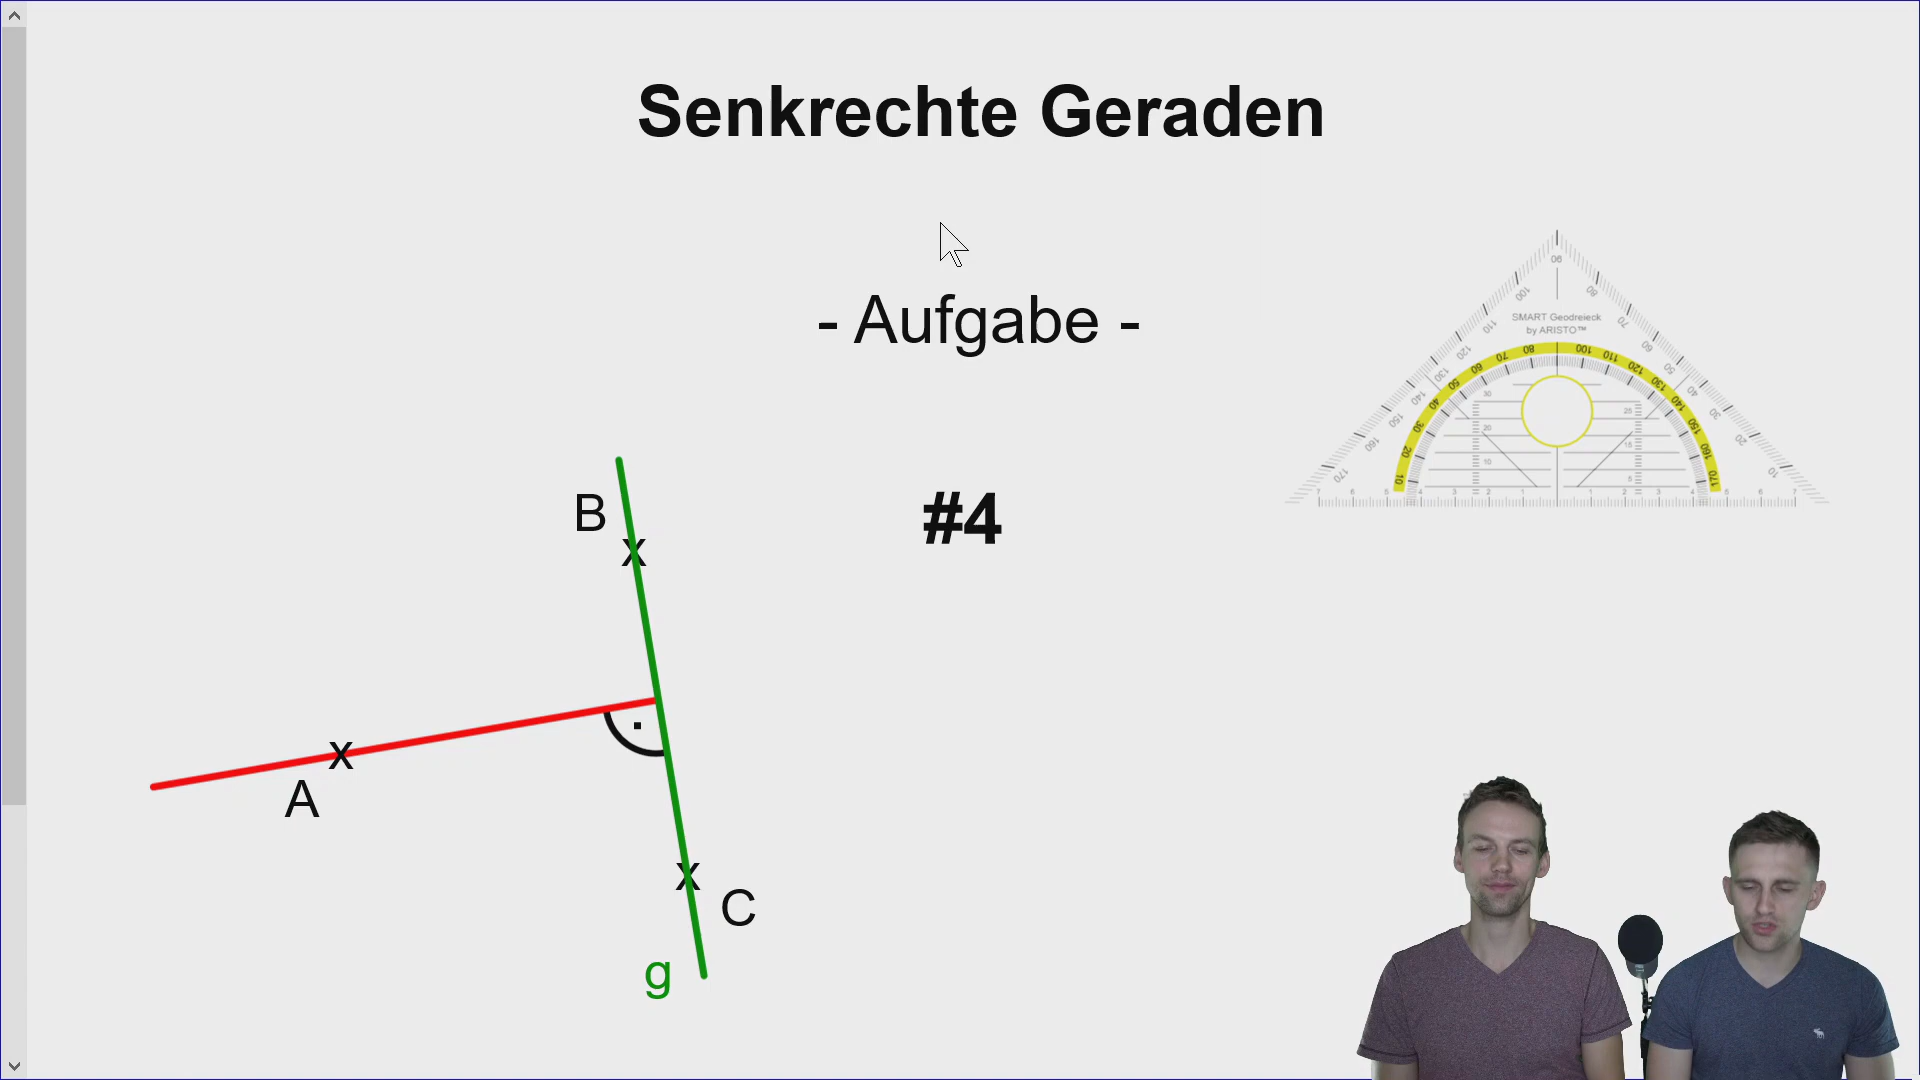 Senkrechte Geraden
- Aufgabe -
SMART Geodreieck
by ARISTO™
B
x
#4
x
A
x
C
g